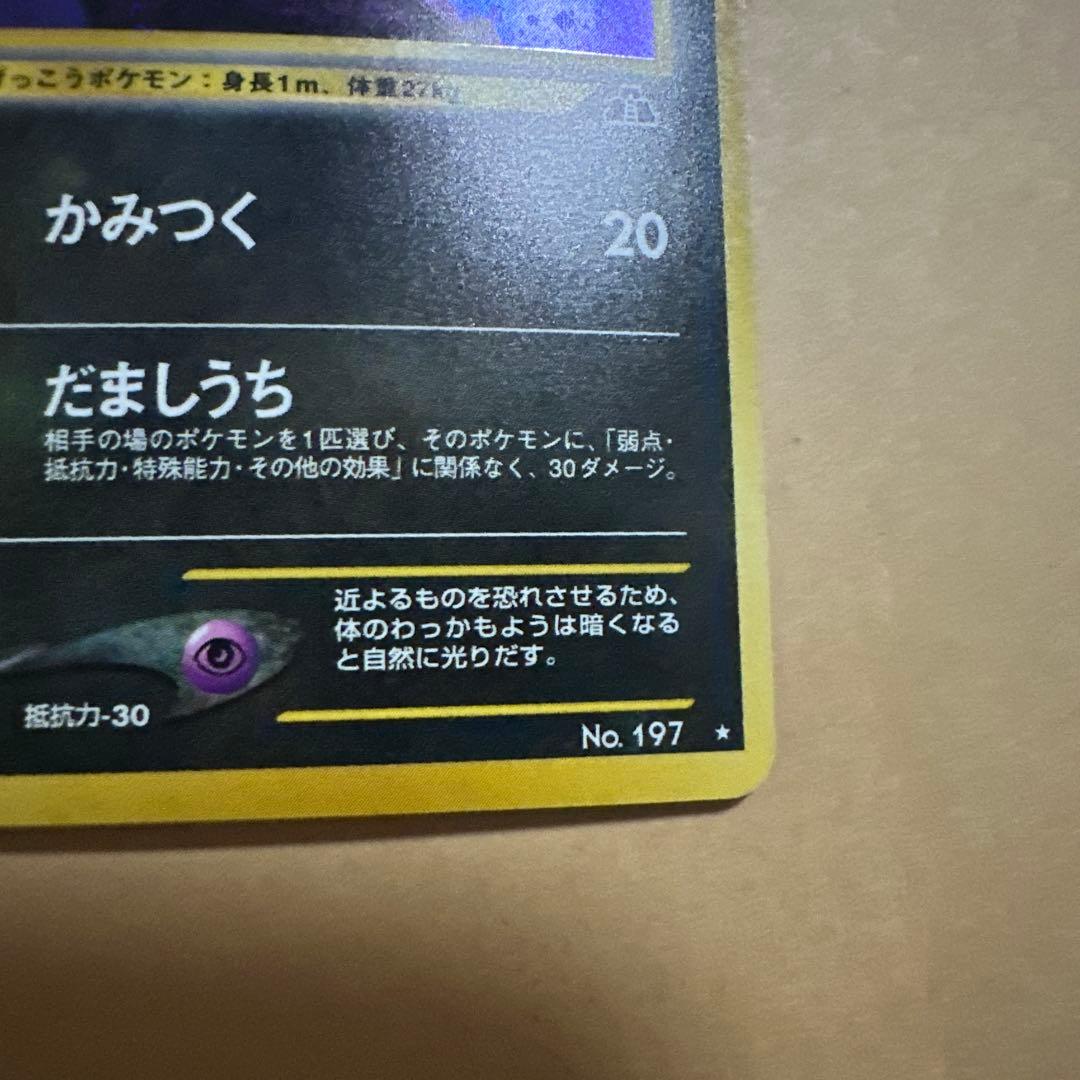 げっこうポケモン：身長1m、体重27kg
かみつく 20
だましうち
相手の場のポケモンを1匹選び、そのポケモンに、「弱点・
抵抗力・特殊能力・その他の効果」に関係なく、30ダメージ。
近よるものを恐れさせるため、
体のわっかもようは暗くなる
と自然に光りだす。
抵抗力-30
No. 197 ★